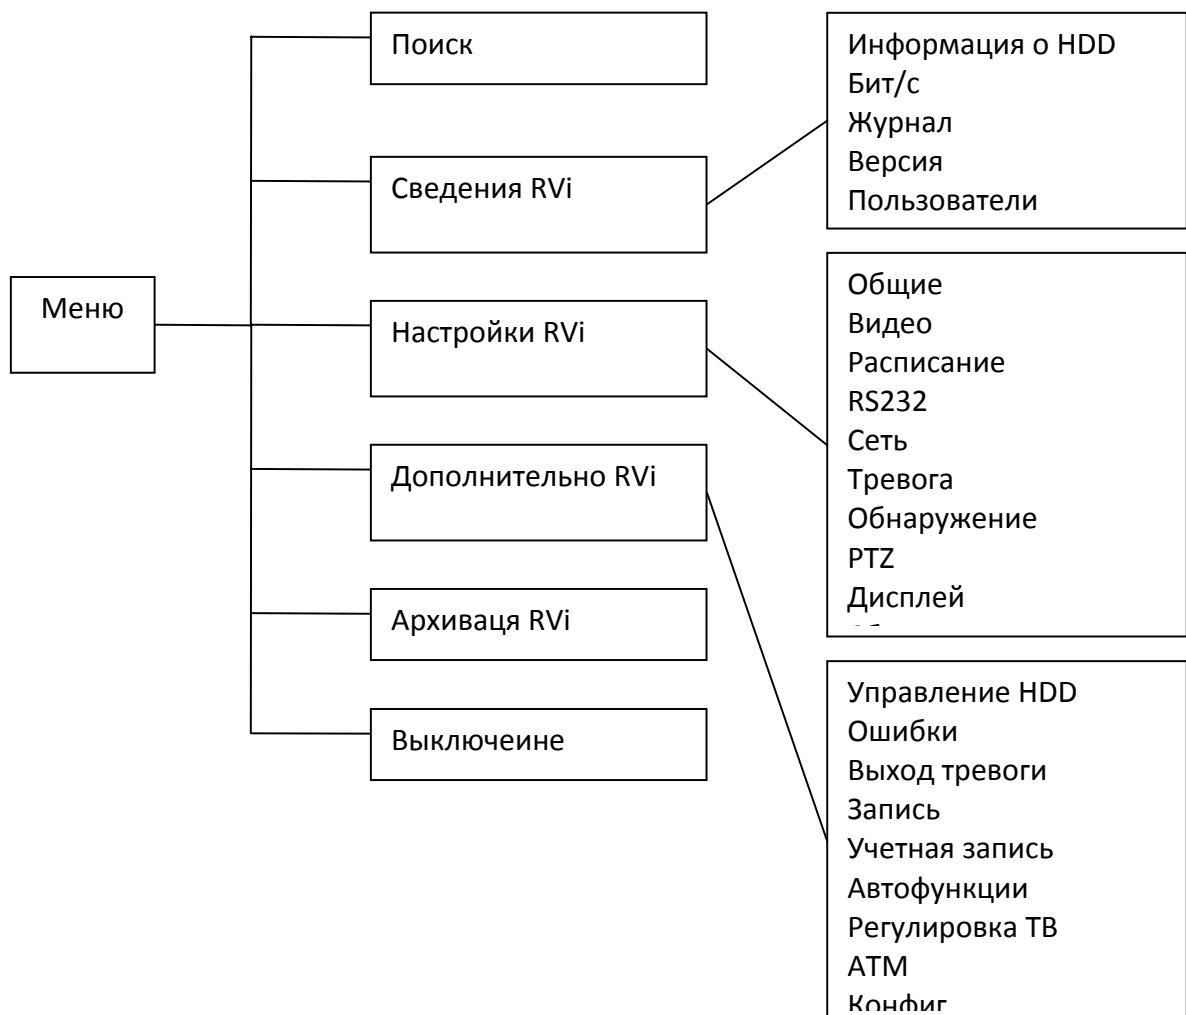 Меню
Поиск
Сведения RVi
Настройки RVi
Дополнительно RVi
Архиваця RVi
Выключеине
Информация о HDD
Бит/с
Журнал
Версия
Пользователи
Общие
Видео
Расписание
RS232
Сеть
Тревога
Обнаружение
PTZ
Дисплей
Управление HDD
Ошибки
Выход тревоги
Запись
Учетная запись
Автофункции
Регулировка ТВ
ATM
Конфиг